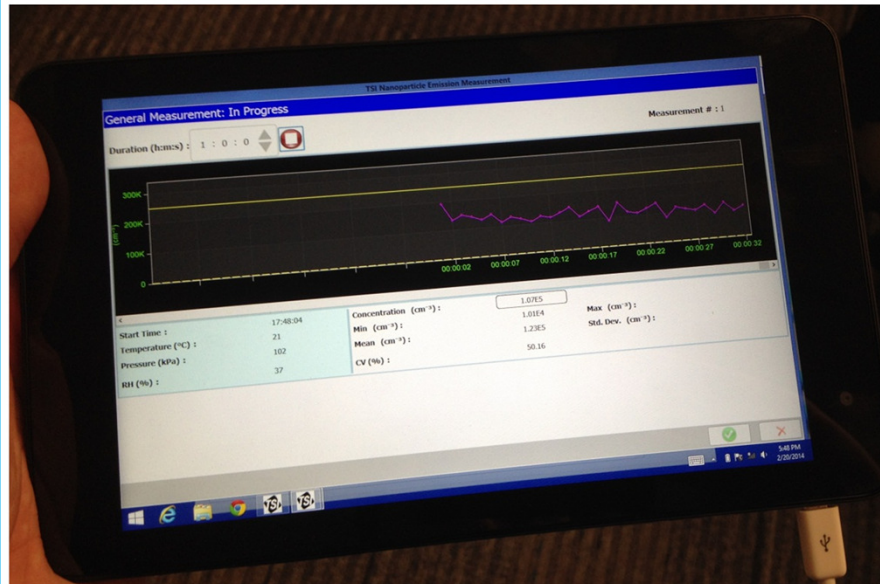 TSI Nanoparticle Emission Measurement
General Measurement: In Progress
Duration (h:m:s) : 1 : 0 : 0
Measurement # : 1
300K
200K
100K
0
(cm⁻³)
00:00:02 00:00:07 00:00:12 00:00:17 00:00:22 00:00:27 00:00:32
Start Time : 17:48:04
Temperature (°C) : 21
Pressure (kPa) : 102
RH (%) : 37
Concentration (cm⁻³) : 1.07E5
Min (cm⁻³) : 1.01E4
Mean (cm⁻³) : 1.23E5
CV (%) : 50.16
Max (cm⁻³) :
Std. Dev. (cm⁻³) :
TSI TSI
5:48 PM
2/20/2014